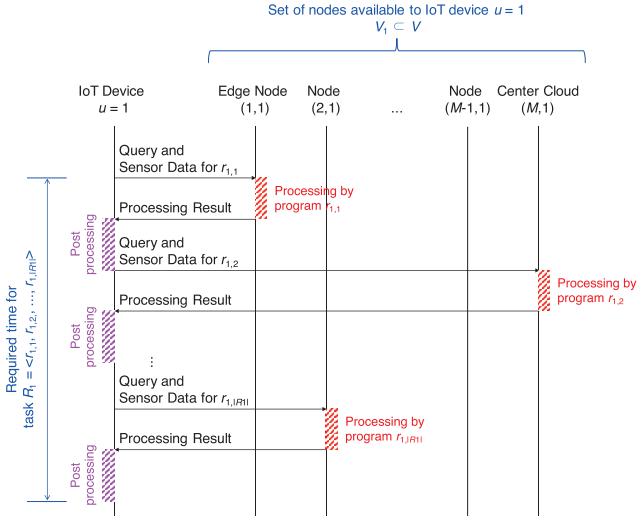 Set of nodes available to IoT device u = 1
V₁ ⊂ V
IoT Device
u = 1
Edge Node
(1,1)
Node
(2,1)
...
Node
(M-1,1)
Center Cloud
(M,1)
Query and
Sensor Data for r₁,₁
Processing by
program r₁,₁
Processing Result
Post
processing
Query and
Sensor Data for r₁,₂
Processing by
program r₁,₂
Processing Result
Post
processing
...
Query and
Sensor Data for r₁,|R1|
Processing by
program r₁,|R1|
Processing Result
Post
processing
Required time for
task R₁ = <r₁,₁, r₁,₂, ..., r₁,|R1|>